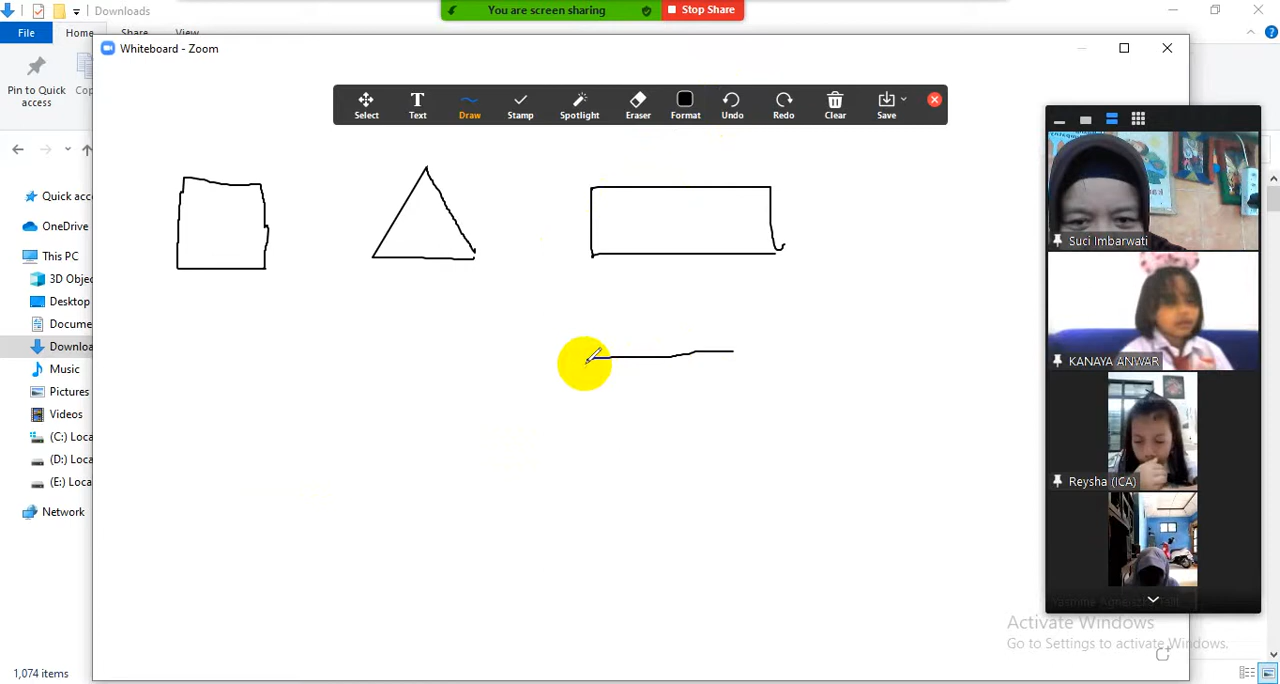 Downloads
You are screen sharing
Stop Share
File
Home
Share
View
Whiteboard - Zoom
Pin to Quick
access
Select
Text
Draw
Stamp
Spotlight
Eraser
Format
Undo
Redo
Clear
Save
Quick acc
OneDrive
This PC
3D Objec
Desktop
Docume
Downloa
Music
Pictures
Videos
(C:) Loca
(D:) Loca
(E:) Loca
Network
Suci Imbarwati
KANAYA ANWAR
Reysha (ICA)
Activate Windows
Go to Settings to activate Windows.
1,074 items